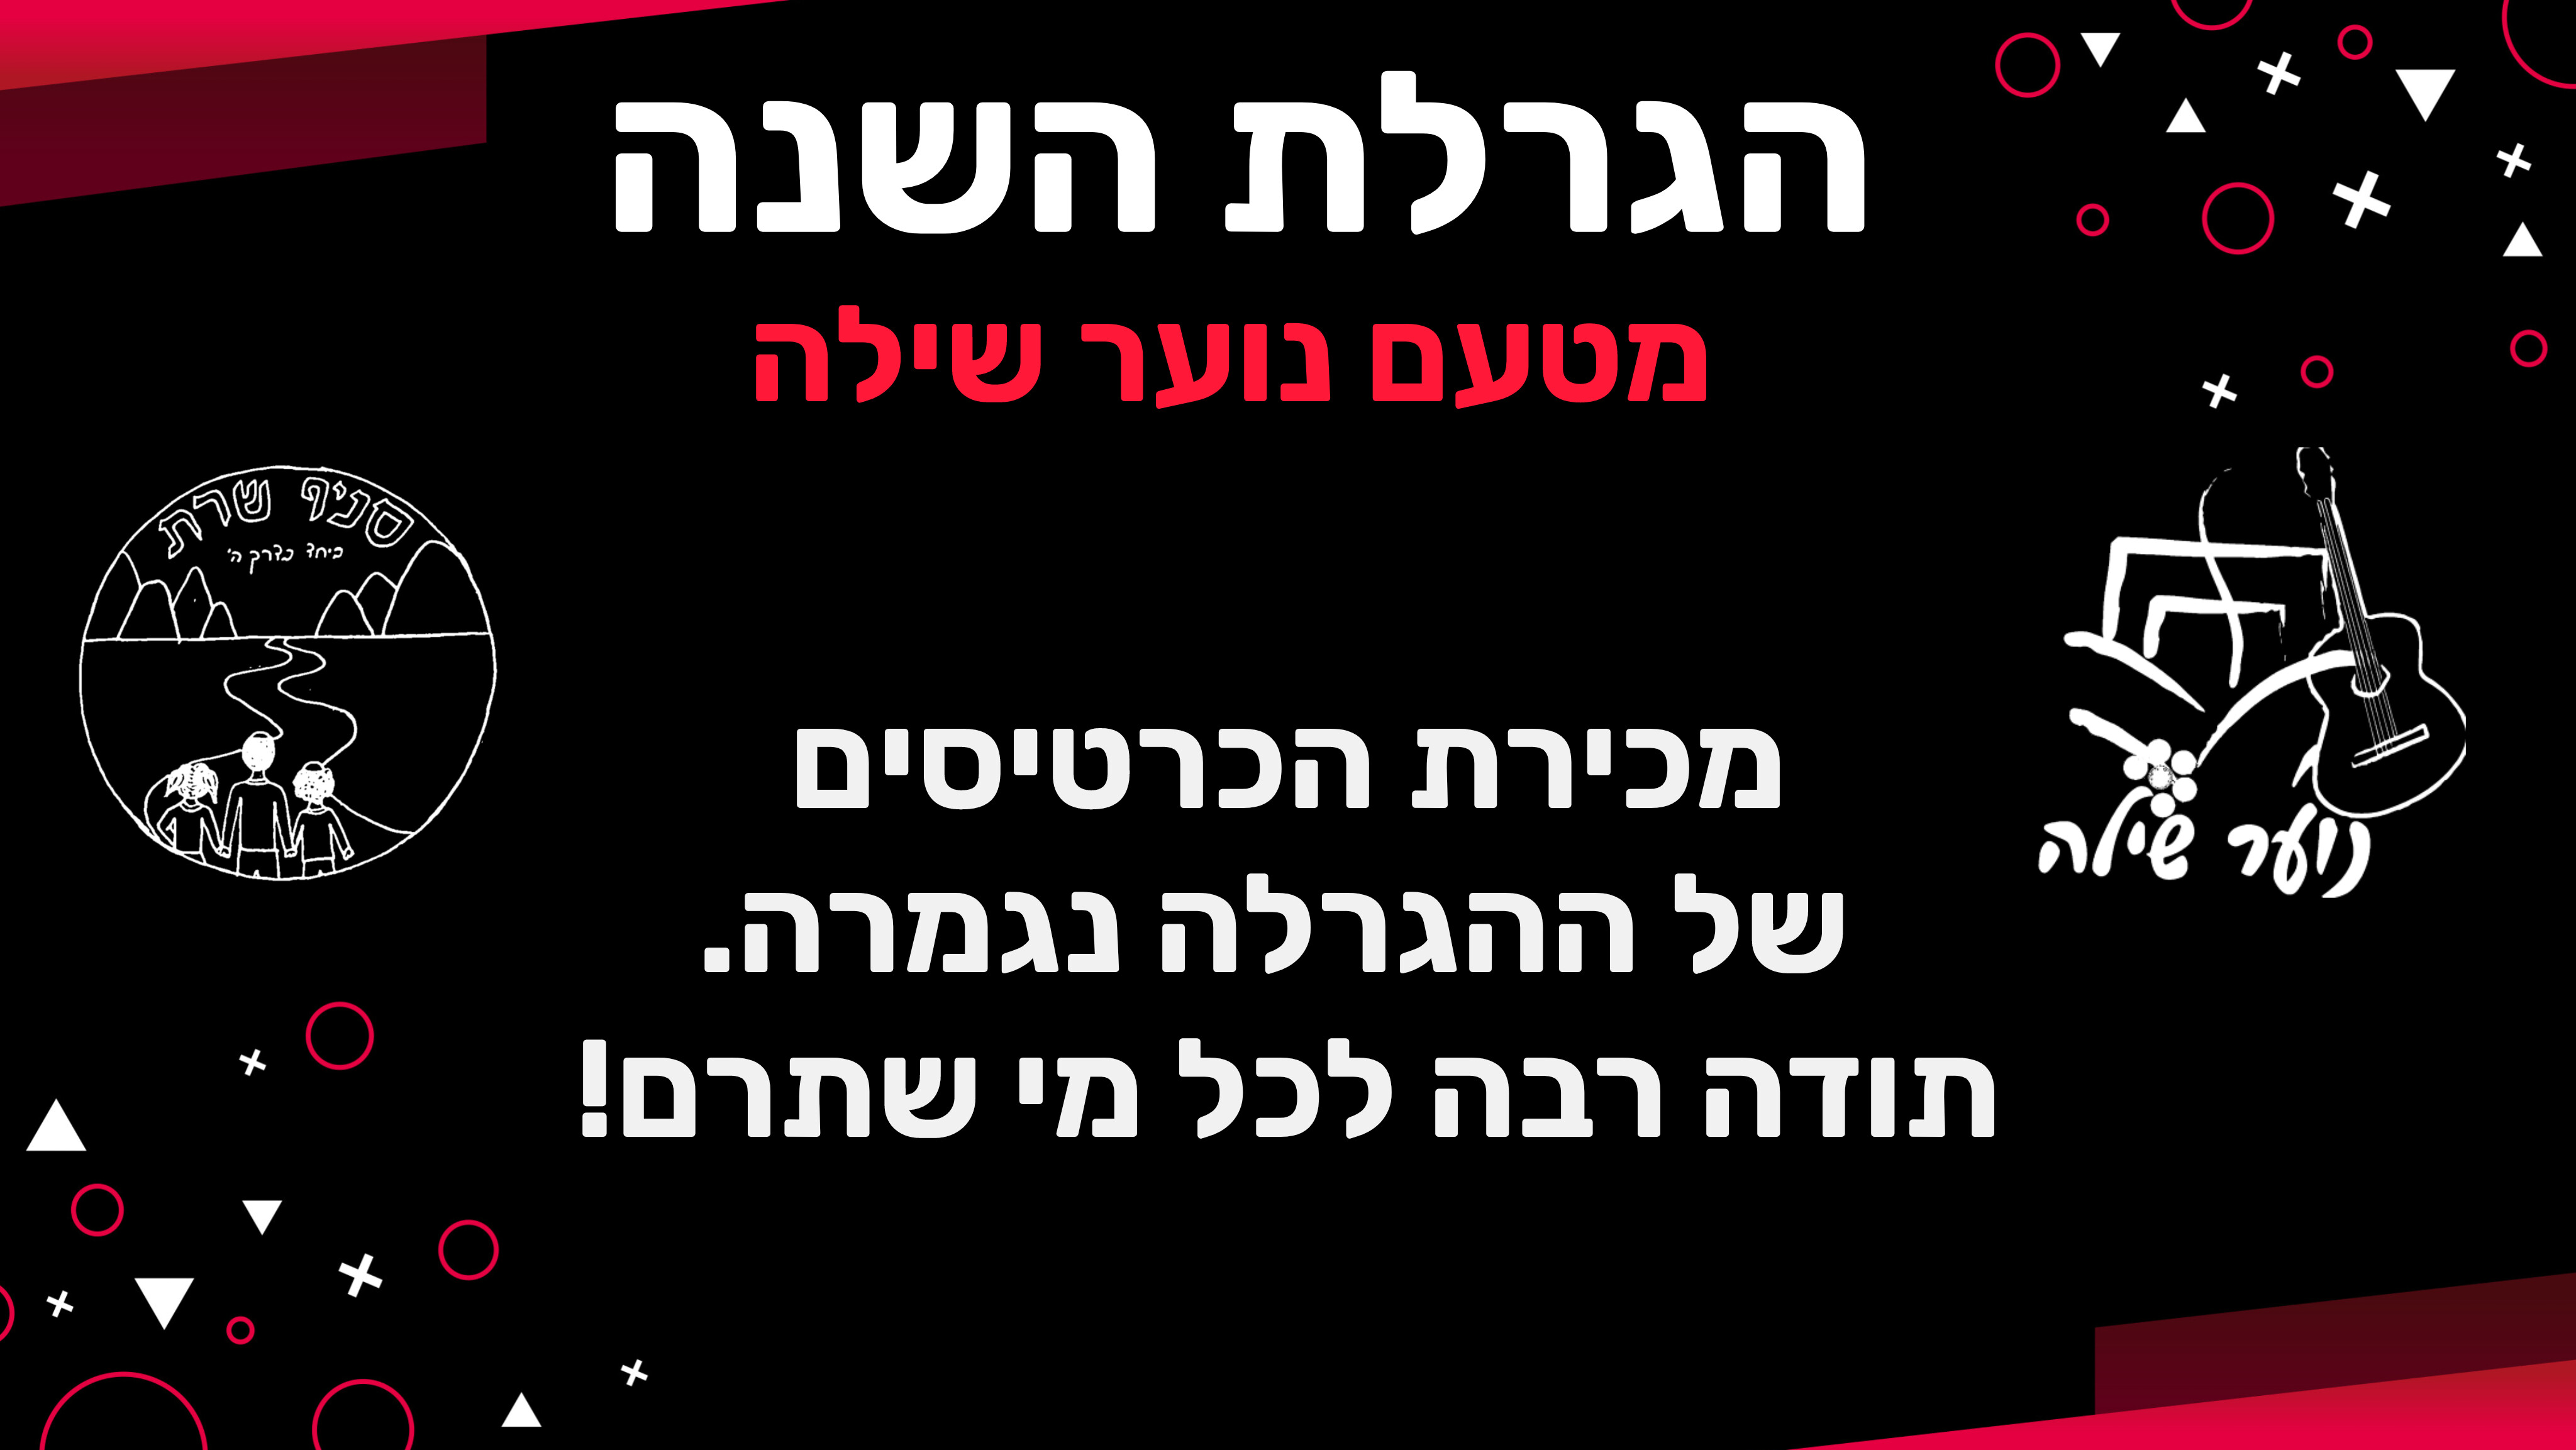 הגרלת השנה
מטעם נוער שילה
סניף שרת
ביחד בדרך ה'
נוער שילה
מכירת הכרטיסים
של ההגרלה נגמרה.
תודה רבה לכל מי שתרם!